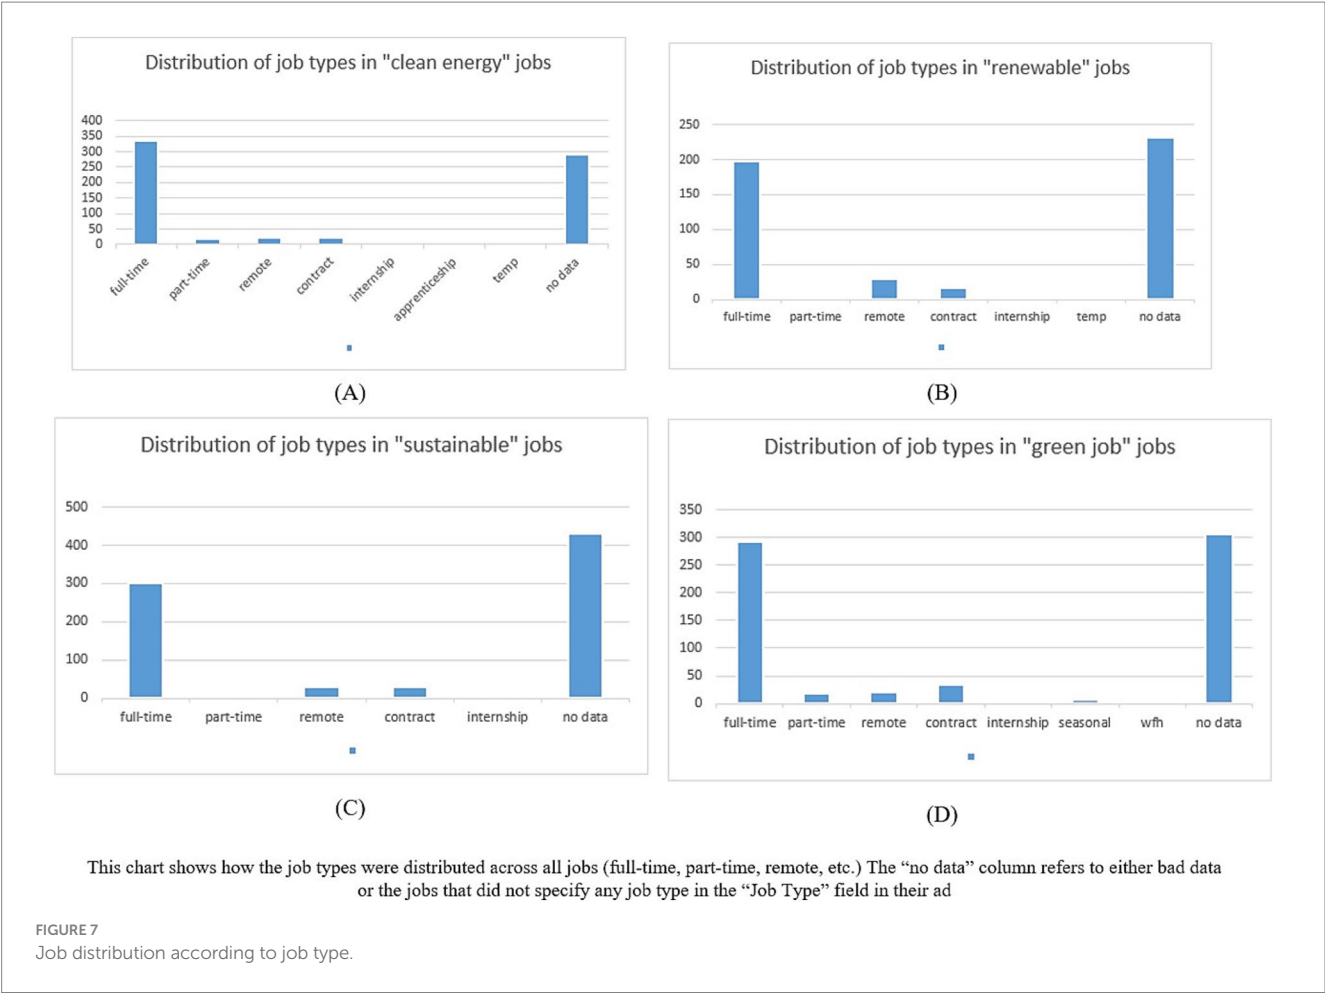 Distribution of job types in "clean energy" jobs
400
350
300
250
200
150
100
50
0
full-time
part-time
remote
contract
internship
apprenticeship
temp
no data
(A)
Distribution of job types in "renewable" jobs
250
200
150
100
50
0
full-time part-time remote contract internship temp no data
(B)
Distribution of job types in "sustainable" jobs
500
400
300
200
100
0
full-time part-time remote contract internship no data
(C)
Distribution of job types in "green job" jobs
350
300
250
200
150
100
50
0
full-time part-time remote contract internship seasonal wfh no data
(D)
This chart shows how the job types were distributed across all jobs (full-time, part-time, remote, etc.) The “no data” column refers to either bad data
or the jobs that did not specify any job type in the “Job Type” field in their ad
FIGURE 7
Job distribution according to job type.